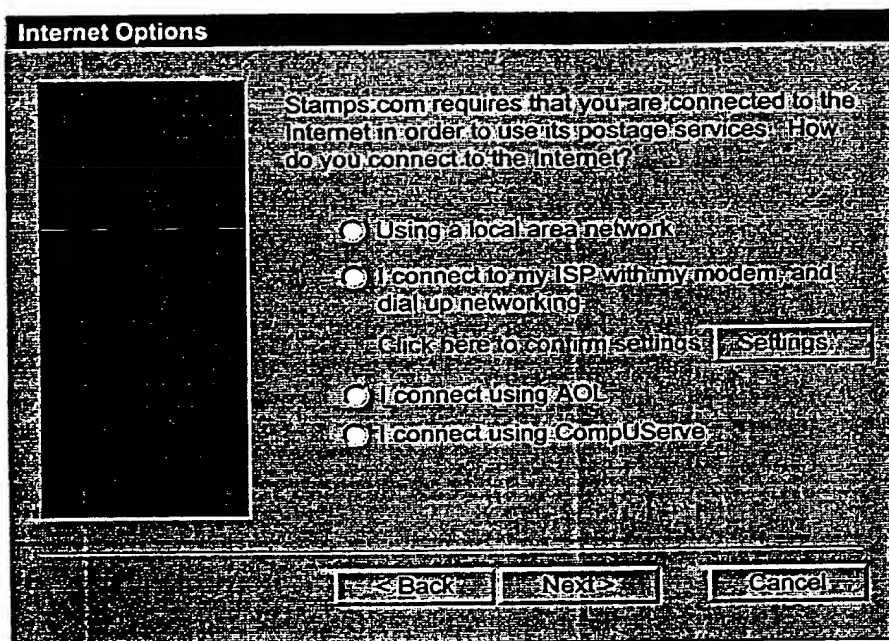 Internet Options
Stamps.com requires that you are connected to the
Internet in order to use its postage services. How
do you connect to the Internet?
Using a local area network
I connect to my ISP with my modem, and
dial up networking
Click here to confirm settings
Settings
I connect using AOL
I connect using CompUServe
< Back
Next >
Cancel